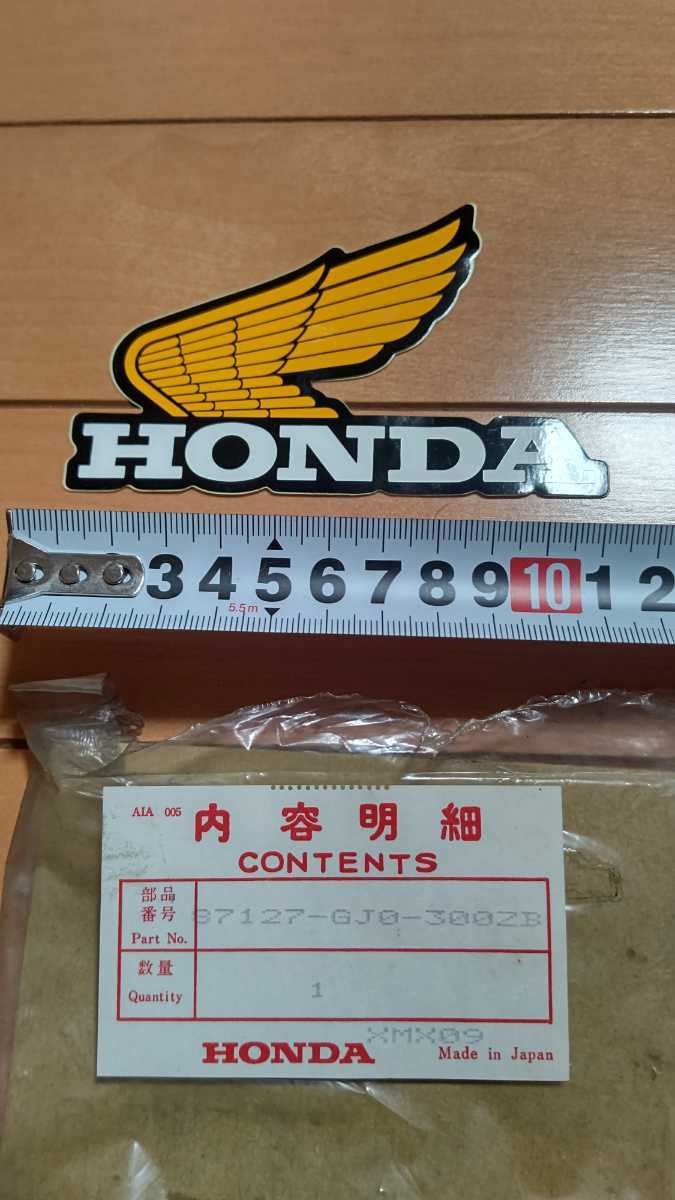 HONDA
3 4 5 6 7 8 9 10 1 2
5.5m
AIA 005
内容明細
CONTENTS
部品
番号
Part No.
87127-GJ0-300ZB
数量
Quantity
1
XMX09
HONDA
Made in Japan